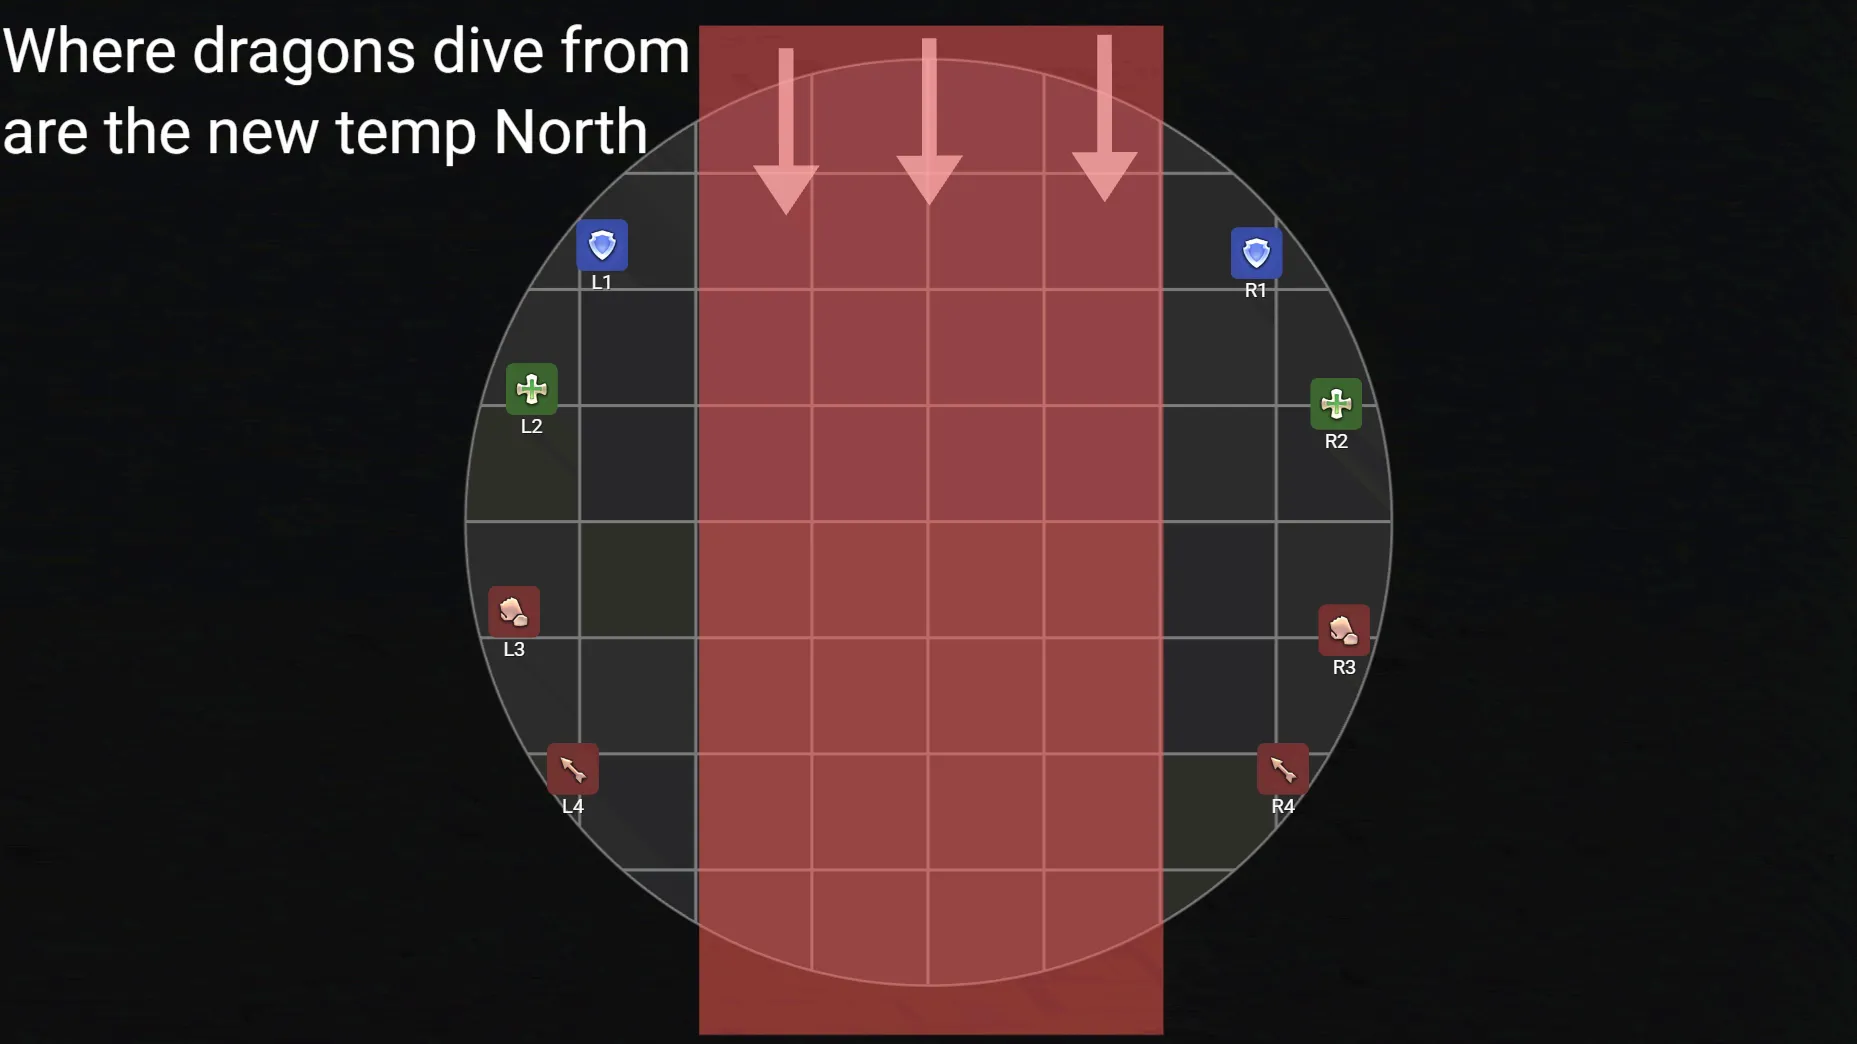 Where dragons dive from
are the new temp North
L1
R1
L2
R2
L3
R3
L4
R4